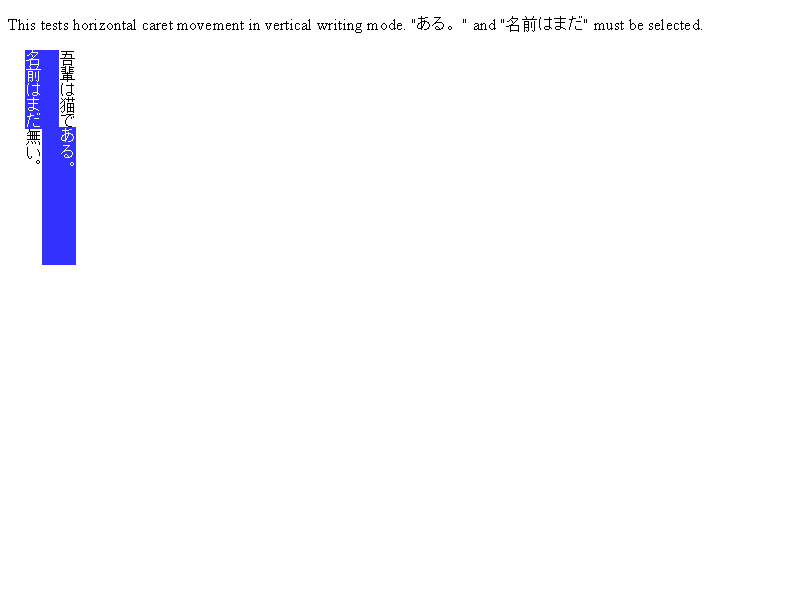 This tests horizontal caret movement in vertical writing mode. "ある。" and "名前はまだ" must be selected.
吾輩は猫である。
名前はまだ無い。